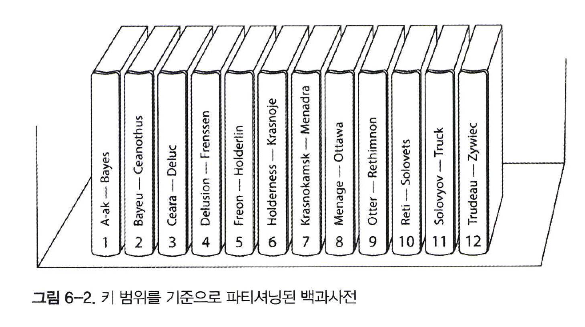 A-ak — Bayes
1
Bayeu — Ceanothus
2
Ceara — Deluc
3
Delusion — Frenssen
4
Freon — Holderlin
5
Holderness — Krasnoje
6
Krasnokamsk — Menadra
7
Menage — Ottawa
8
Otter — Rethimnon
9
Reti — Solovets
10
Solovyov — Truck
11
Trudeau — Zywiec
12
그림 6-2. 키 범위를 기준으로 파티셔닝된 백과사전